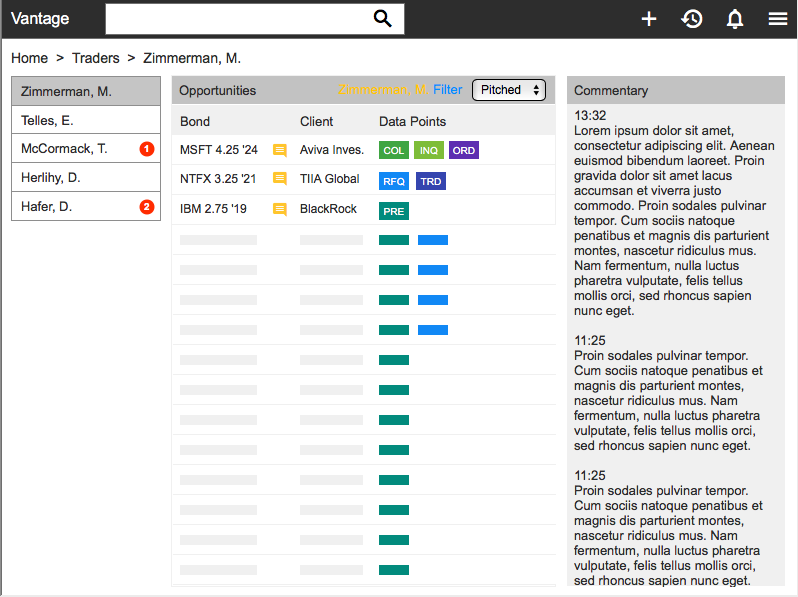 Vantage
Home > Traders > Zimmerman, M.
Zimmerman, M.
Telles, E.
McCormack, T. 1
Herlihy, D.
Hafer, D. 2
Opportunities Zimmerman, M. Filter Pitched
Bond Client Data Points
MSFT 4.25 '24 Aviva Inves. COL INQ ORD
NTFX 3.25 '21 TIIA Global RFQ TRD
IBM 2.75 '19 BlackRock PRE
Commentary
13:32
Lorem ipsum dolor sit amet,
consectetur adipiscing elit. Aenean
euismod bibendum laoreet. Proin
gravida dolor sit amet lacus
accumsan et viverra justo
commodo. Proin sodales pulvinar
tempor. Cum sociis natoque
penatibus et magnis dis parturient
montes, nascetur ridiculus mus.
Nam fermentum, nulla luctus
pharetra vulputate, felis tellus
mollis orci, sed rhoncus sapien
nunc eget.
11:25
Proin sodales pulvinar tempor.
Cum sociis natoque penatibus et
magnis dis parturient montes,
nascetur ridiculus mus. Nam
fermentum, nulla luctus pharetra
vulputate, felis tellus mollis orci,
sed rhoncus sapien nunc eget.
11:25
Proin sodales pulvinar tempor.
Cum sociis natoque penatibus et
magnis dis parturient montes,
nascetur ridiculus mus. Nam
fermentum, nulla luctus pharetra
vulputate, felis tellus mollis orci,
sed rhoncus sapien nunc eget.